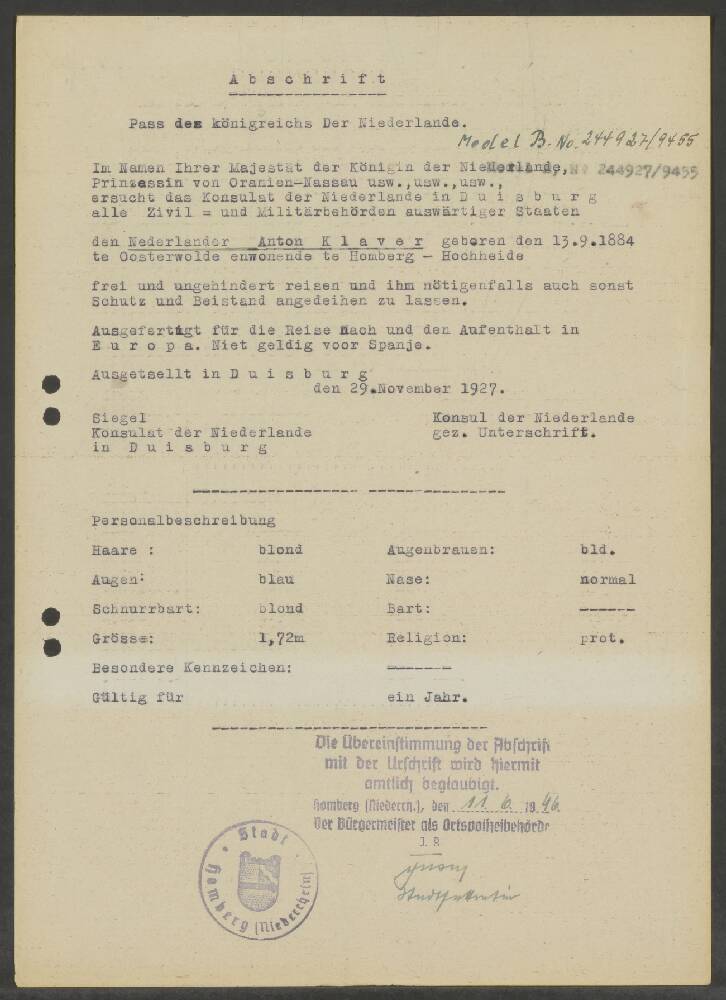 Abschrift
Pass des königreichs Der Niederlande.
Model B. No. 244927/9455
Im Namen Ihrer Majestät der Königin der Niederlande,
244927/9455
Prinzessin von Oranien-Nassau usw.,usw.,usw.,
ersucht das Konsulat der Niederlande in D u i s b u r g
alle Zivil = und Militärbehörden auswärtiger Staaten
den Nederlander Anton K l a v e r geboren den 13.9.1884
te Oosterwolde enwonende te Homberg - Hochheide
frei und ungehindert reisen und ihm nötigenfalls auch sonst
Schutz und Beistand angedeihen zu lassen.
Ausgefertigt für die Reise nach und den Aufenthalt in
E u r o p a. Niet geldig voor Spanje.
Ausgetsellt in D u i s b u r g
den 29.November 1927.
Siegel Konsul der Niederlande
Konsulat der Niederlande gez. Unterschrift.
in D u i s b u r g
Personalbeschreibung
Haare : blond Augenbrauen: bld.
Augen: blau Nase: normal
Schnurrbart: blond Bart: ------
Grösse: 1,72m Religion: prot.
Besondere Kennzeichen: -------
Gültig für ein Jahr.
Die Übereinstimmung der Abschrift
mit der Urschrift wird hiermit
amtlich beglaubigt.
Homberg (Niederrh.), den 11. 6. 1946
Der Bürgermeister als Ortspolizeibehörde
J. R
Stadtsekretär
Stadt Homberg (Niederrhein)